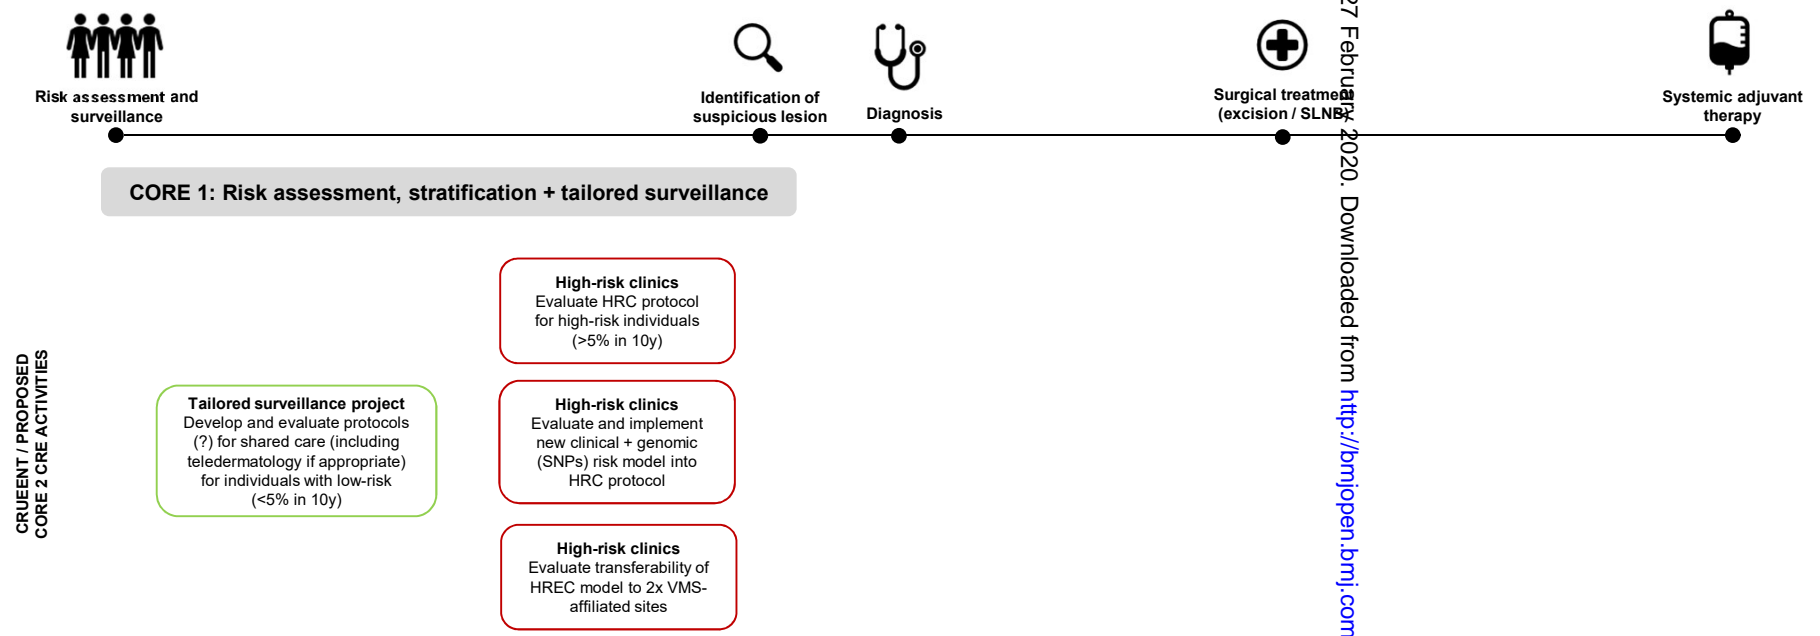 Risk assessment and
surveillance
Identification of
suspicious lesion
Diagnosis
Surgical treatment
(excision / SLNB)
Systemic adjuvant
therapy
CORE 1: Risk assessment, stratification + tailored surveillance
CRUEENT / PROPOSED
CORE 2 CRE ACTIVITIES
Tailored surveillance project
Develop and evaluate protocols
(?) for shared care (including
teledermatology if appropriate)
for individuals with low-risk
(<5% in 10y)
High-risk clinics
Evaluate HRC protocol
for high-risk individuals
(>5% in 10y)
High-risk clinics
Evaluate and implement
new clinical + genomic
(SNPs) risk model into
HRC protocol
High-risk clinics
Evaluate transferability of
HREC model to 2x VMS-
affiliated sites
27 February 2020. Downloaded from http://bmjopen.bmj.com